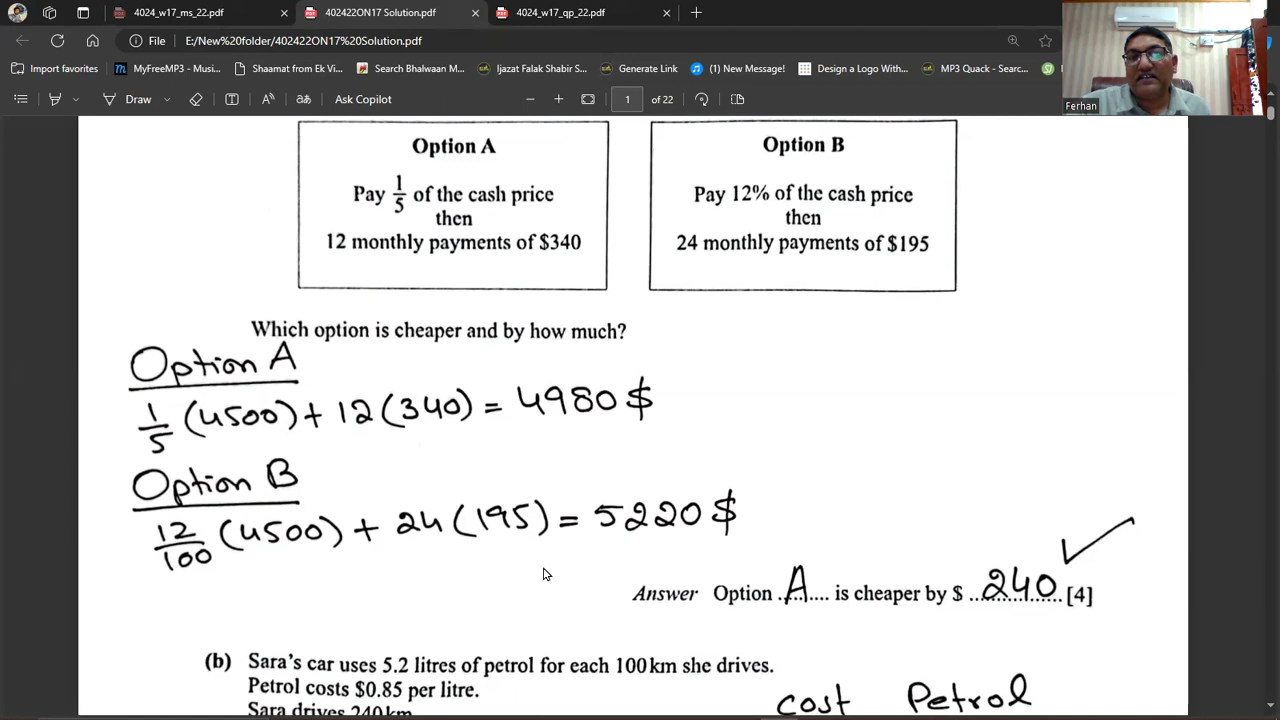 4024_w17_ms_22.pdf
402422ON17 Solution.pdf
4024_w17_qp_22.pdf
File
E:/New%20folder/402422ON17%20Solution.pdf
Import favorites
MyFreeMP3 - Musi...
Shaamat from Ek Vi...
Search Bhalwaan M...
Ijazat Falak Shabir S...
Generate Link
(1) New Message!
Design a Logo With...
MP3 Quack - Searc...
Draw
Ask Copilot
1 of 22
Ferhan
Option A
Pay 1/5 of the cash price
then
12 monthly payments of $340
Option B
Pay 12% of the cash price
then
24 monthly payments of $195
Which option is cheaper and by how much?
Option A
1/5 (4500) + 12 (340) = 4980 $
Option B
12/100 (4500) + 24 (195) = 5220 $
Answer Option ..A.... is cheaper by $ ..240.. [4]
(b) Sara's car uses 5.2 litres of petrol for each 100 km she drives.
Petrol costs $0.85 per litre.
Sara drives 240 km
cost Petrol